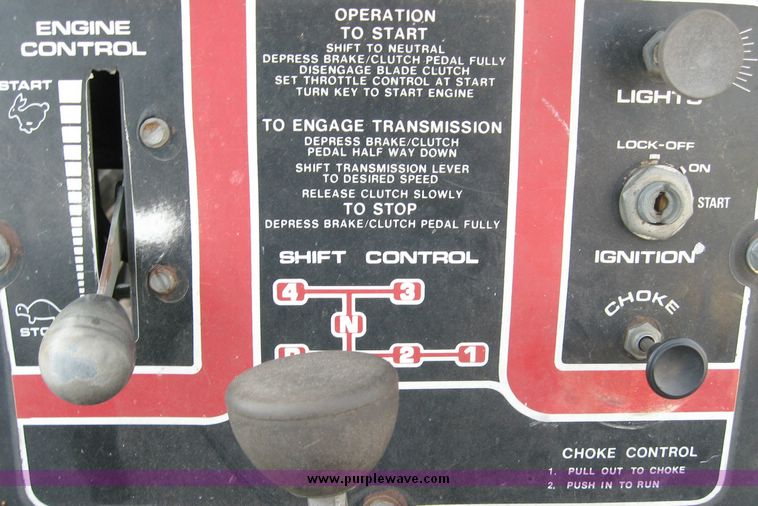 ENGINE
CONTROL
START
OPERATION
TO START
SHIFT TO NEUTRAL
DEPRESS BRAKE/CLUTCH PEDAL FULLY
DISENGAGE BLADE CLUTCH
SET THROTTLE CONTROL AT START
TURN KEY TO START ENGINE
TO ENGAGE TRANSMISSION
DEPRESS BRAKE/CLUTCH
PEDAL HALF WAY DOWN
SHIFT TRANSMISSION LEVER
TO DESIRED SPEED
RELEASE CLUTCH SLOWLY
TO STOP
DEPRESS BRAKE/CLUTCH PEDAL FULLY
SHIFT CONTROL
4 3
N
2 1
LIGHTS
LOCK-OFF
ON
START
IGNITION
CHOKE
CHOKE CONTROL
1. PULL OUT TO CHOKE
2. PUSH IN TO RUN
www.purplewave.com